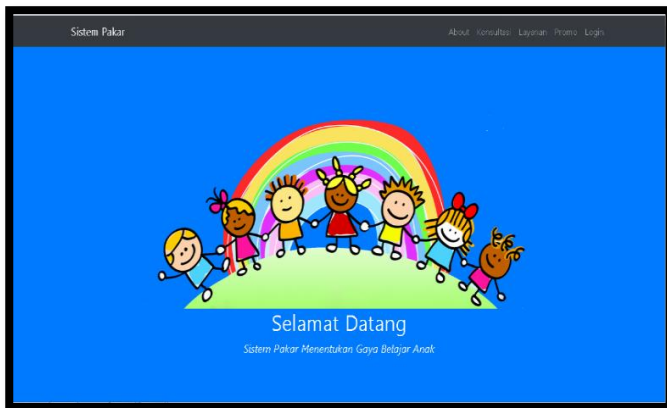 Sistem Pakar
About Konsultasi Layanan Promo Login
Selamat Datang
Sistem Pakar Menentukan Gaya Belajar Anak